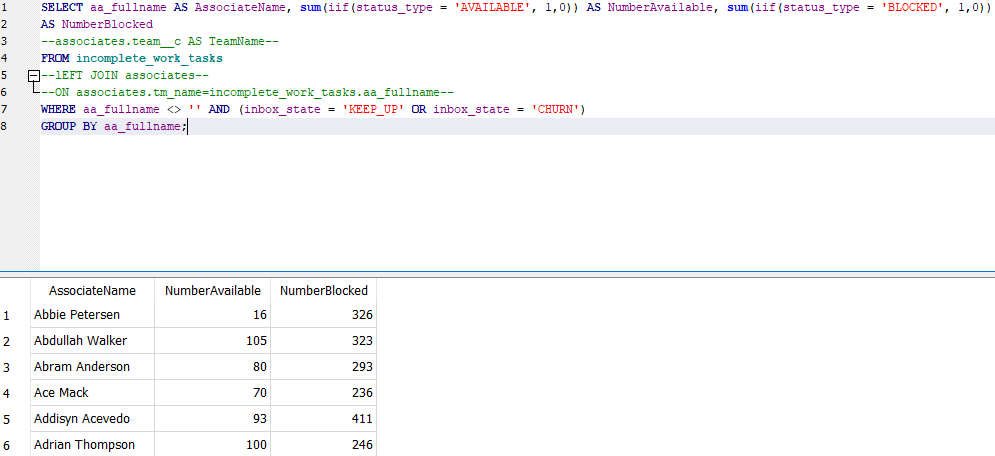 1 SELECT aa_fullname AS AssociateName, sum(iif(status_type = 'AVAILABLE', 1,0)) AS NumberAvailable, sum(iif(status_type = 'BLOCKED', 1,0))
2 AS NumberBlocked
3 --associates.team__c AS TeamName--
4 FROM incomplete_work_tasks
5 --lEFT JOIN associates--
6 --ON associates.tm_name=incomplete_work_tasks.aa_fullname--
7 WHERE aa_fullname <> '' AND (inbox_state = 'KEEP_UP' OR inbox_state = 'CHURN')
8 GROUP BY aa_fullname;
AssociateName NumberAvailable NumberBlocked
1 Abbie Petersen 16 326
2 Abdullah Walker 105 323
3 Abram Anderson 80 293
4 Ace Mack 70 236
5 Addisyn Acevedo 93 411
6 Adrian Thompson 100 246